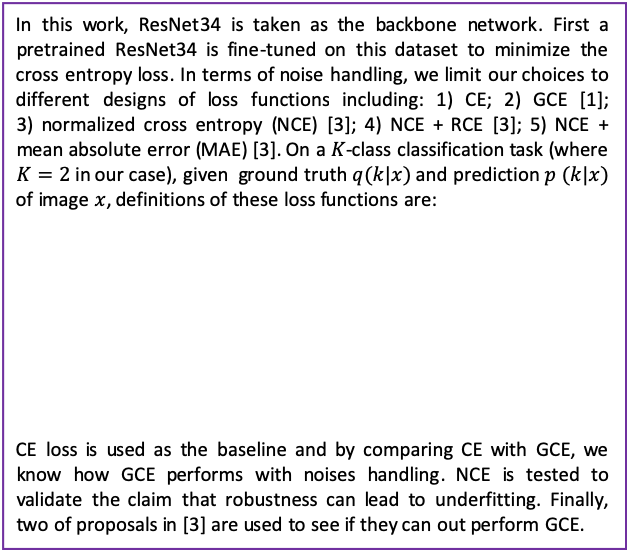 In this work, ResNet34 is taken as the backbone network. First a
pretrained ResNet34 is fine-tuned on this dataset to minimize the
cross entropy loss. In terms of noise handling, we limit our choices to
different designs of loss functions including: 1) CE; 2) GCE [1];
3) normalized cross entropy (NCE) [3]; 4) NCE + RCE [3]; 5) NCE +
mean absolute error (MAE) [3]. On a K-class classification task (where
K = 2 in our case), given ground truth q(k|x) and prediction p (k|x)
of image x, definitions of these loss functions are:
CE loss is used as the baseline and by comparing CE with GCE, we
know how GCE performs with noises handling. NCE is tested to
validate the claim that robustness can lead to underfitting. Finally,
two of proposals in [3] are used to see if they can out perform GCE.